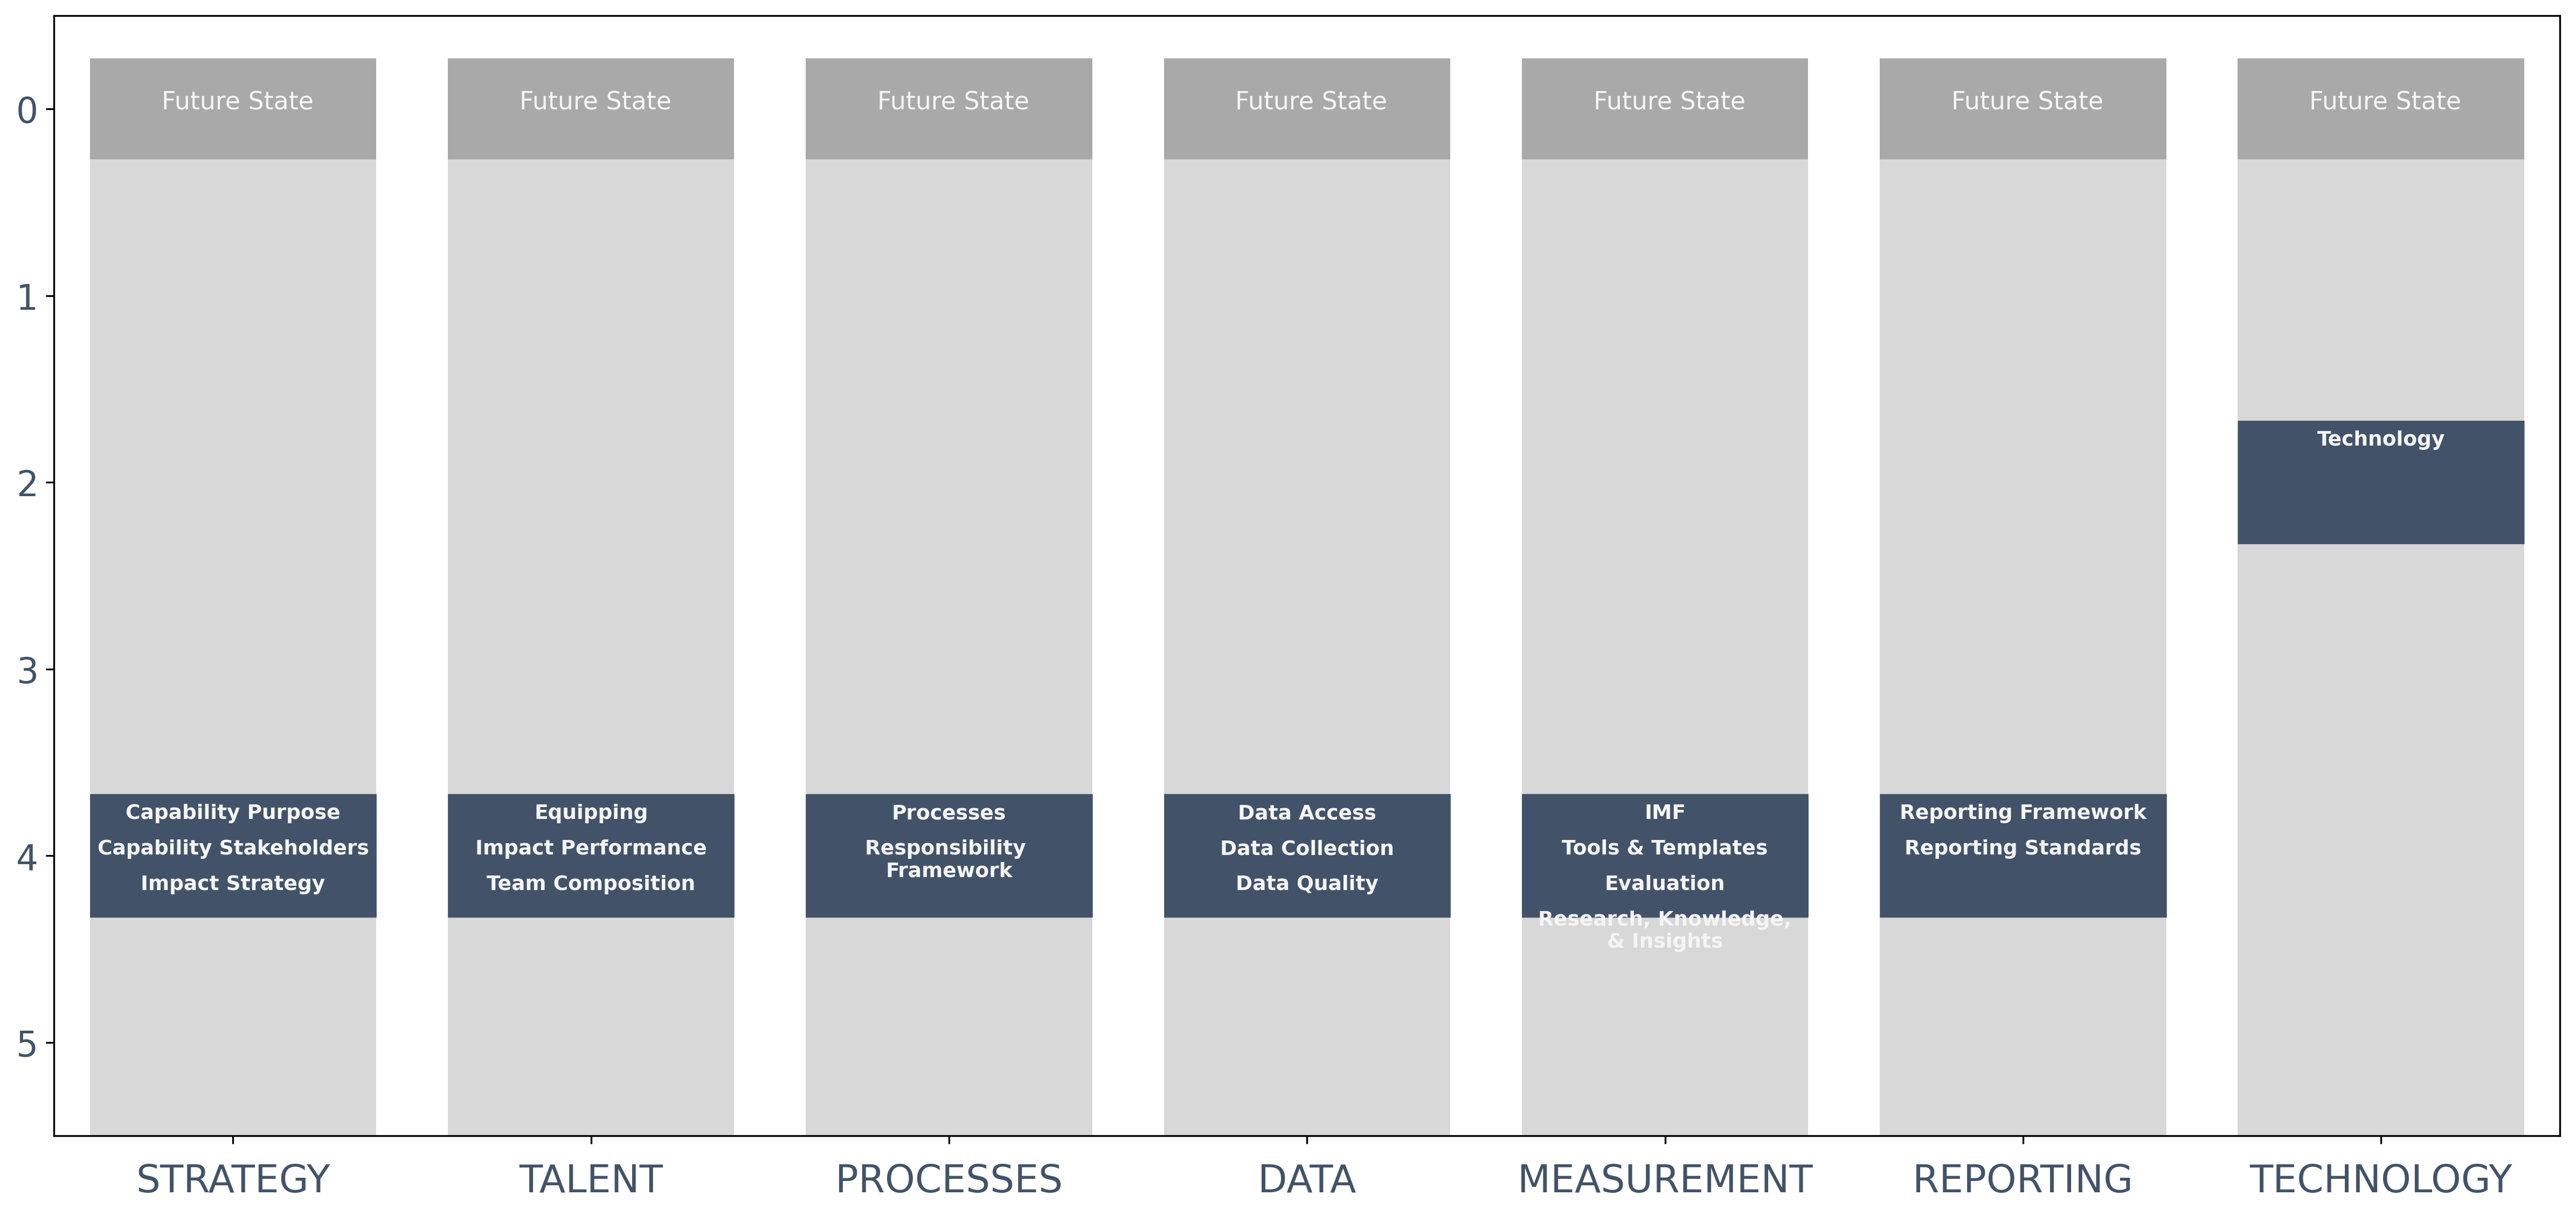 Future State Future State Future State Future State Future State Future State Future State
0
1
Technology
2
3
Capability Purpose
Capability Stakeholders
Impact Strategy
Equipping
Impact Performance
Team Composition
Processes
Responsibility
Framework
Data Access
Data Collection
Data Quality
IMF
Tools & Templates
Evaluation
Research, Knowledge,
& Insights
Reporting Framework
Reporting Standards
4
5
STRATEGY TALENT PROCESSES DATA MEASUREMENT REPORTING TECHNOLOGY